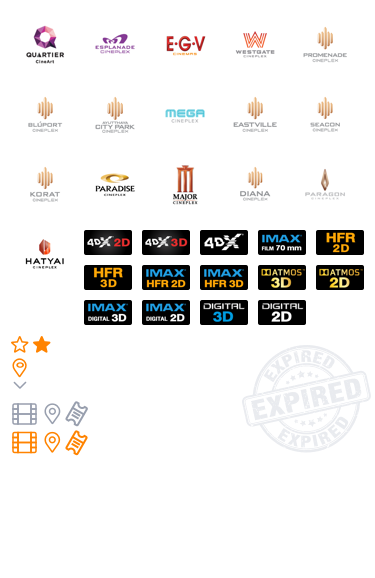 QUARTIER
CineArt
ESPLANADE
CINEPLEX
E·G·V
CINEMAS
WESTGATE
CINEPLEX
PROMENADE
CINEPLEX
BLÚPORT
CINEPLEX
CITY PARK
CINEPLEX
MEGA
CINEPLEX
EASTVILLE
CINEPLEX
SEACON
CINEPLEX
KORAT
CINEPLEX
PARADISE
CINEPLEX
MAJOR
CINEPLEX
DIANA
CINEPLEX
PARAGON
CINEPLEX
HATYAI
CINEPLEX
4DX 2D
4DX 3D
4DX
IMAX
FILM 70 mm
HFR
2D
HFR
3D
IMAX
HFR 2D
IMAX
HFR 3D
ATMOS
3D
ATMOS
2D
IMAX
DIGITAL 3D
IMAX
DIGITAL 2D
DIGITAL
3D
DIGITAL
2D
EXPIRED
EXPIRED
EXPIRED